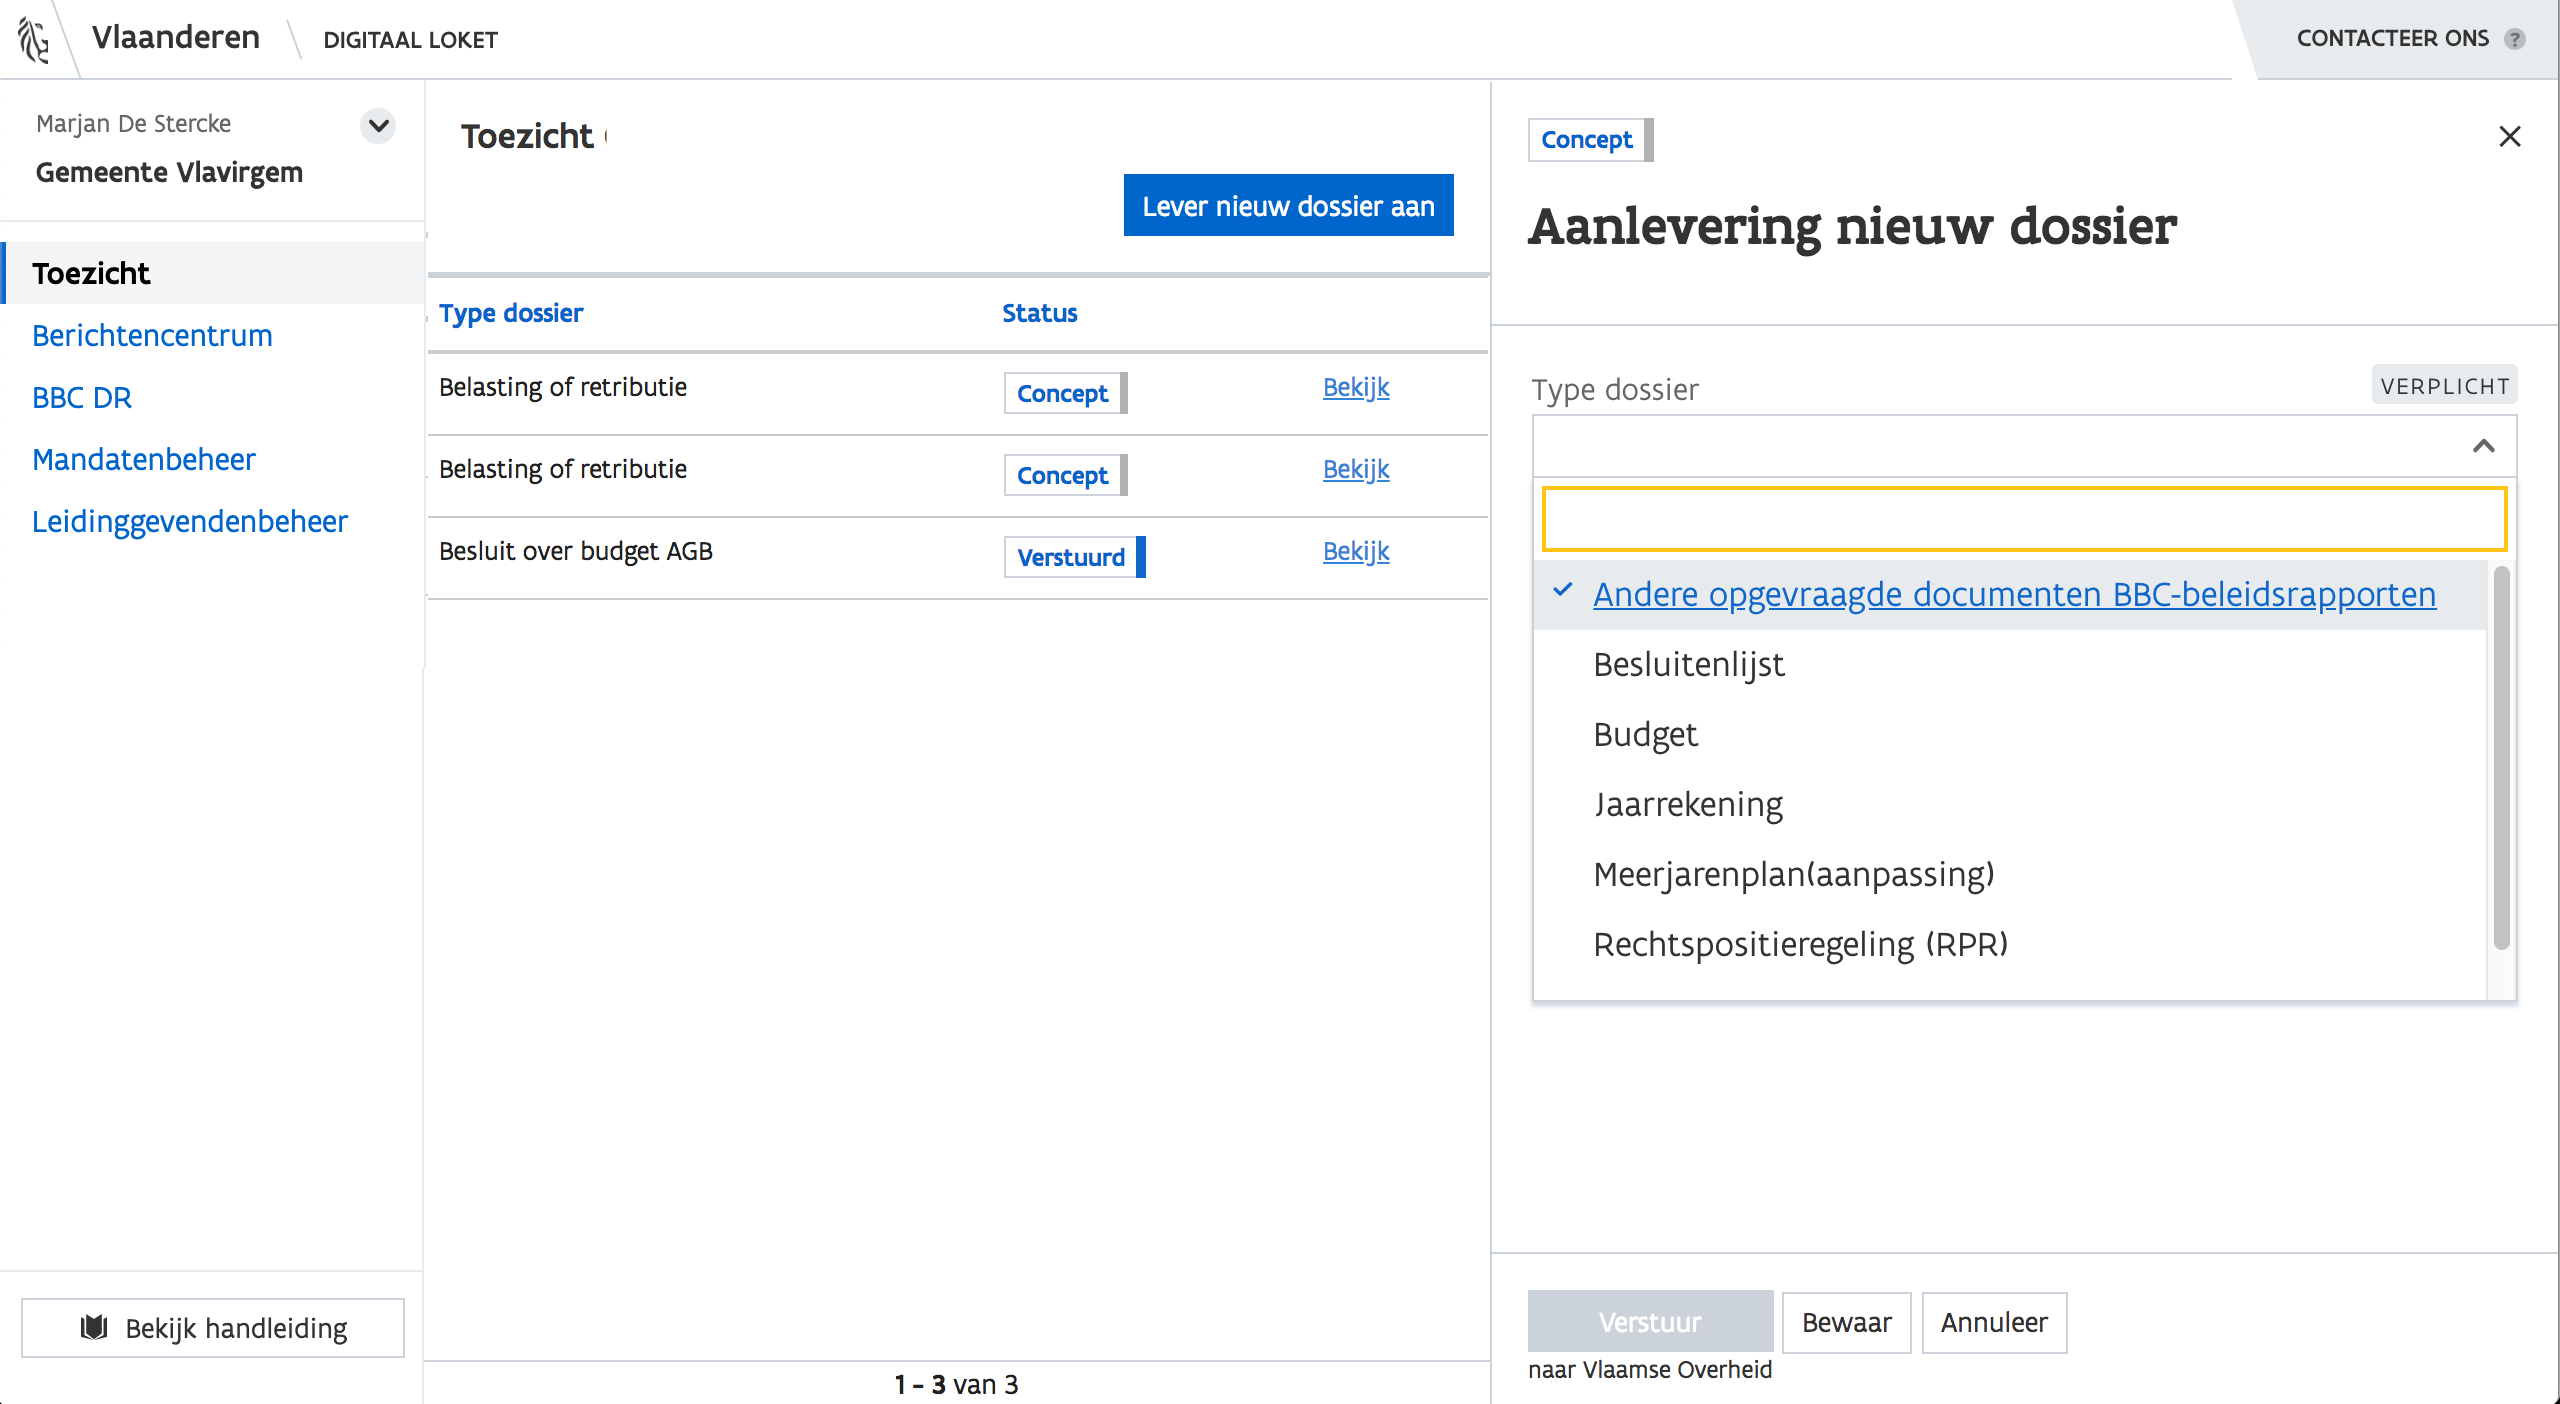 Vlaanderen
DIGITAAL LOKET
CONTACTEER ONS ?
Marjan De Stercke
Gemeente Vlavirgem
Toezicht
Berichtencentrum
BBC DR
Mandatenbeheer
Leidinggevendenbeheer
Bekijk handleiding
Toezicht
Lever nieuw dossier aan
Type dossier Status
Belasting of retributie Concept Bekijk
Belasting of retributie Concept Bekijk
Besluit over budget AGB Verstuurd Bekijk
1 - 3 van 3
Concept
Aanlevering nieuw dossier
Type dossier VERPLICHT
Andere opgevraagde documenten BBC-beleidsrapporten
Besluitenlijst
Budget
Jaarrekening
Meerjarenplan(aanpassing)
Rechtspositieregeling (RPR)
Verstuur Bewaar Annuleer
naar Vlaamse Overheid